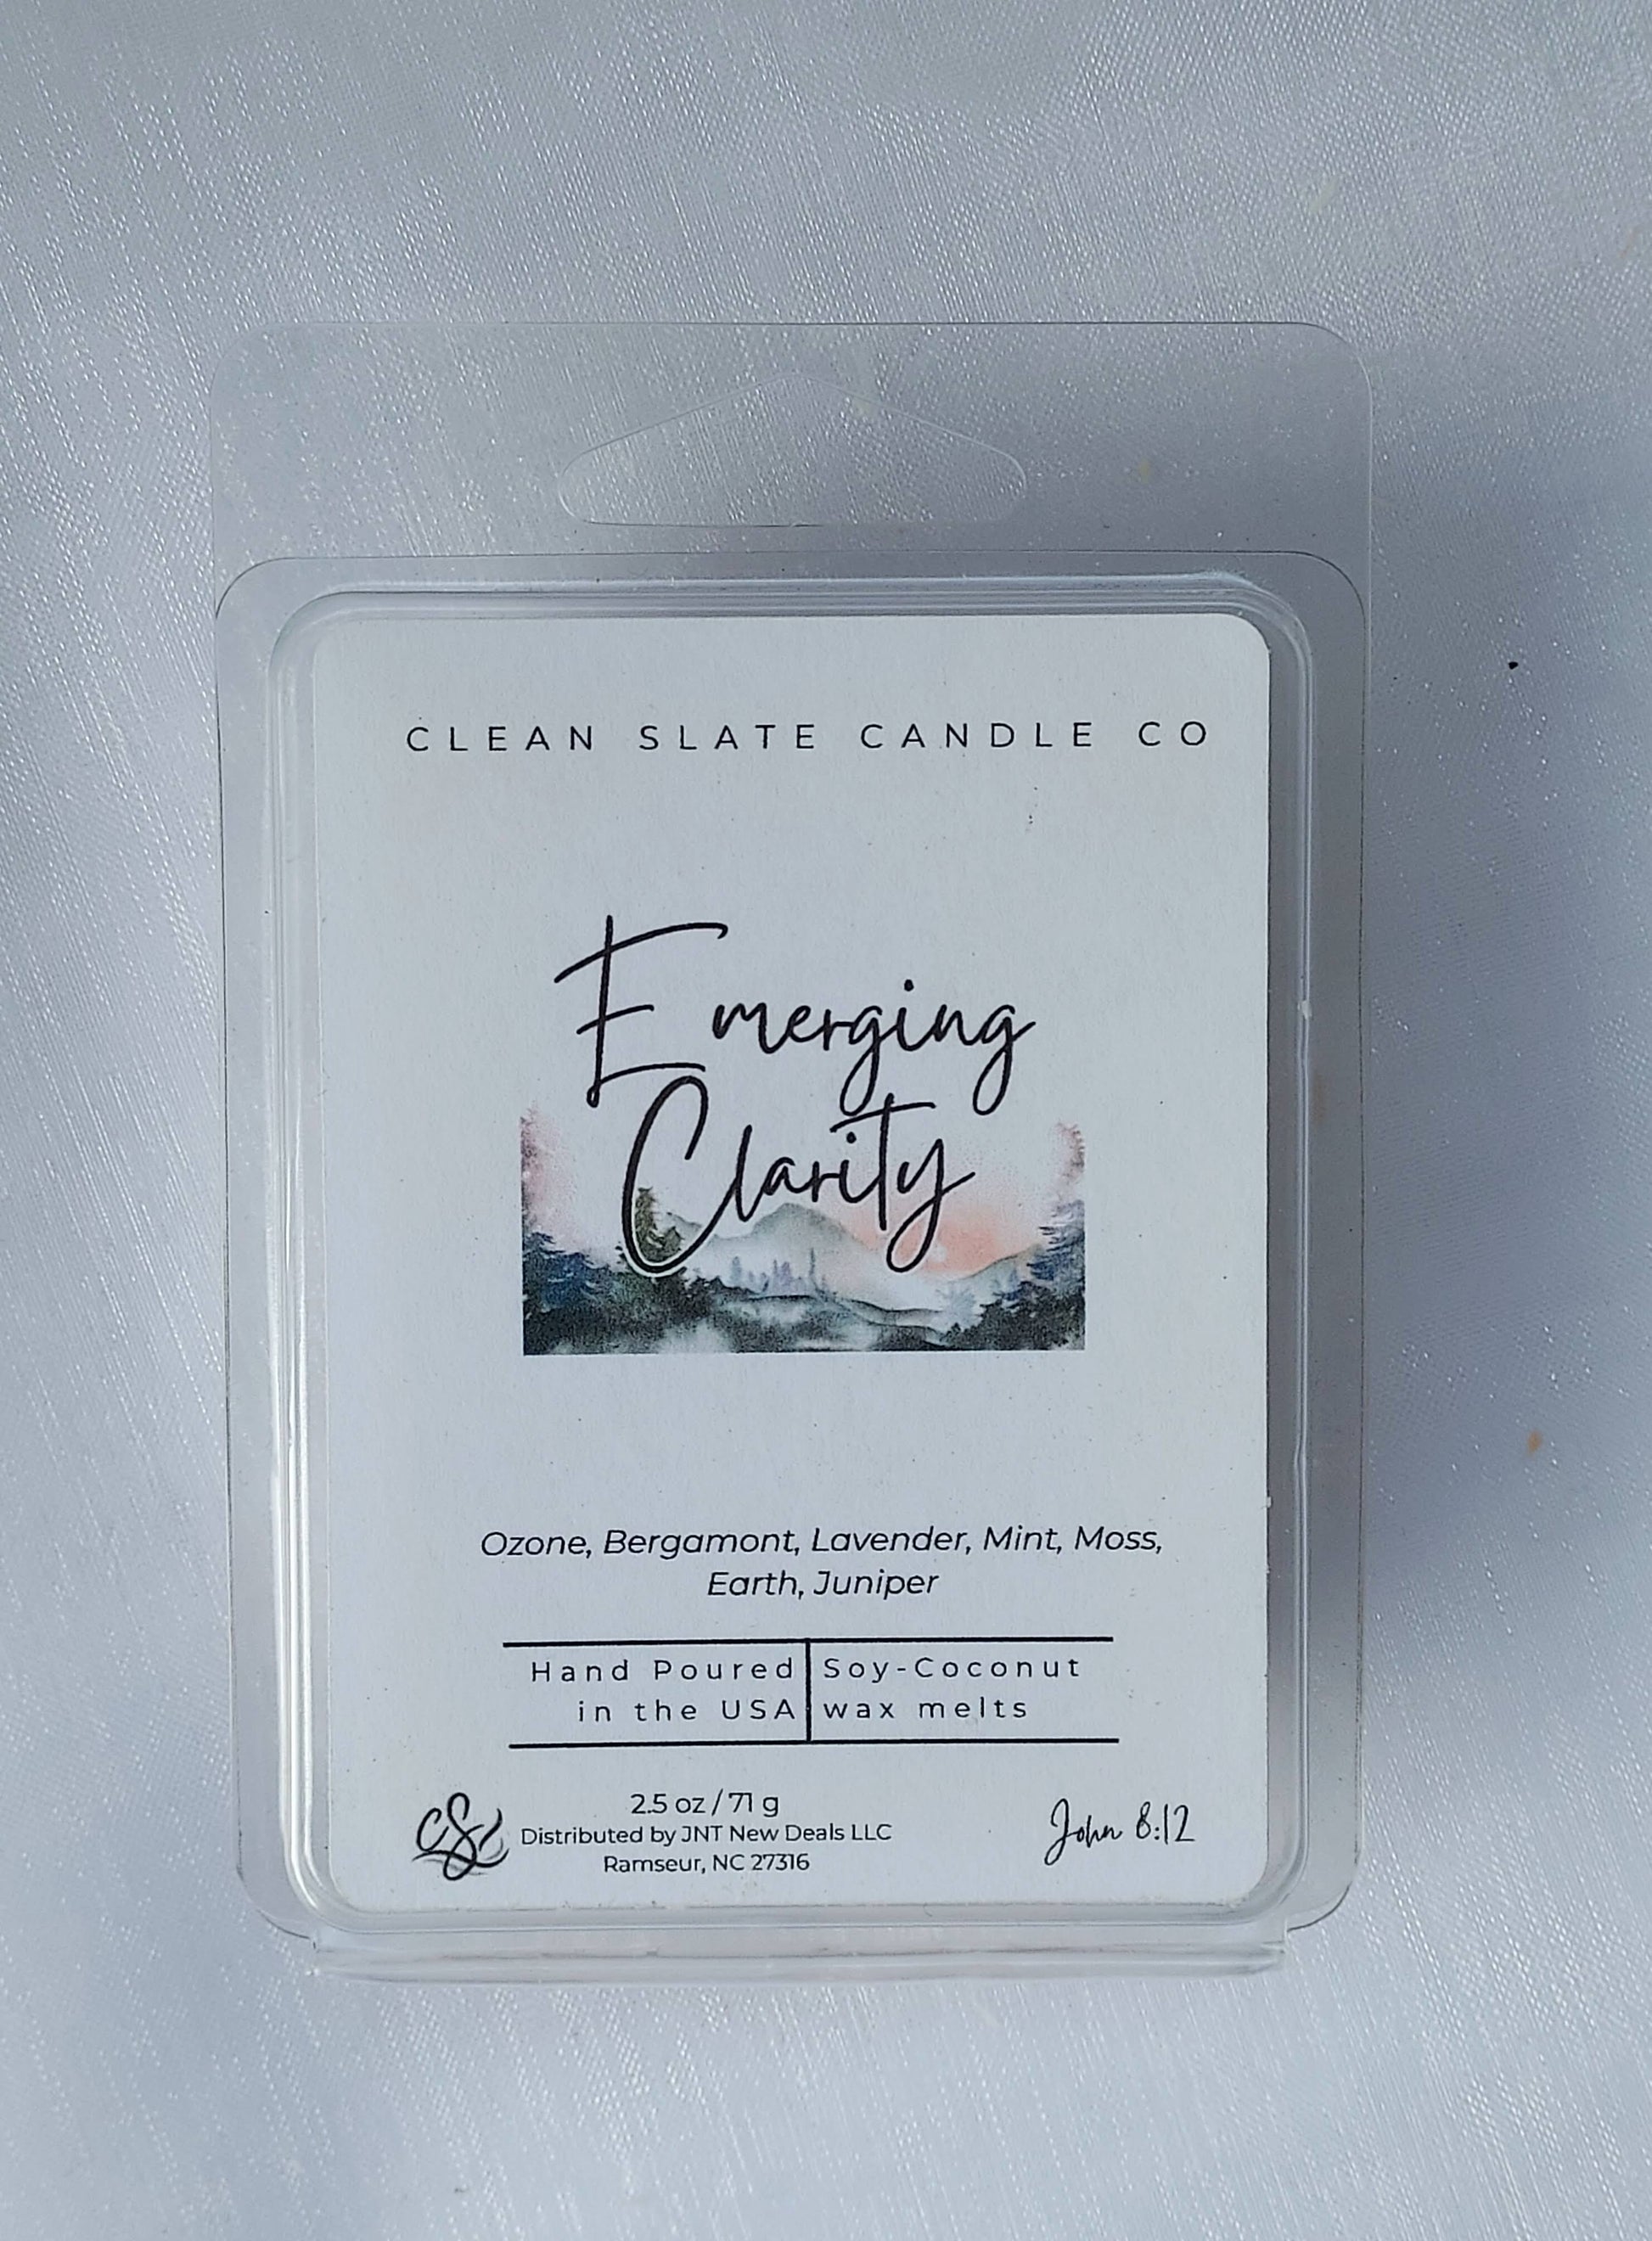 CLEAN SLATE CANDLE CO
Emerging
Clarity
Ozone, Bergamont, Lavender, Mint, Moss,
Earth, Juniper
Hand Poured
in the USA
Soy-Coconut
wax melts
2.5 oz / 71 g
Distributed by JNT New Deals LLC
Ramseur, NC 27316
John 8:12